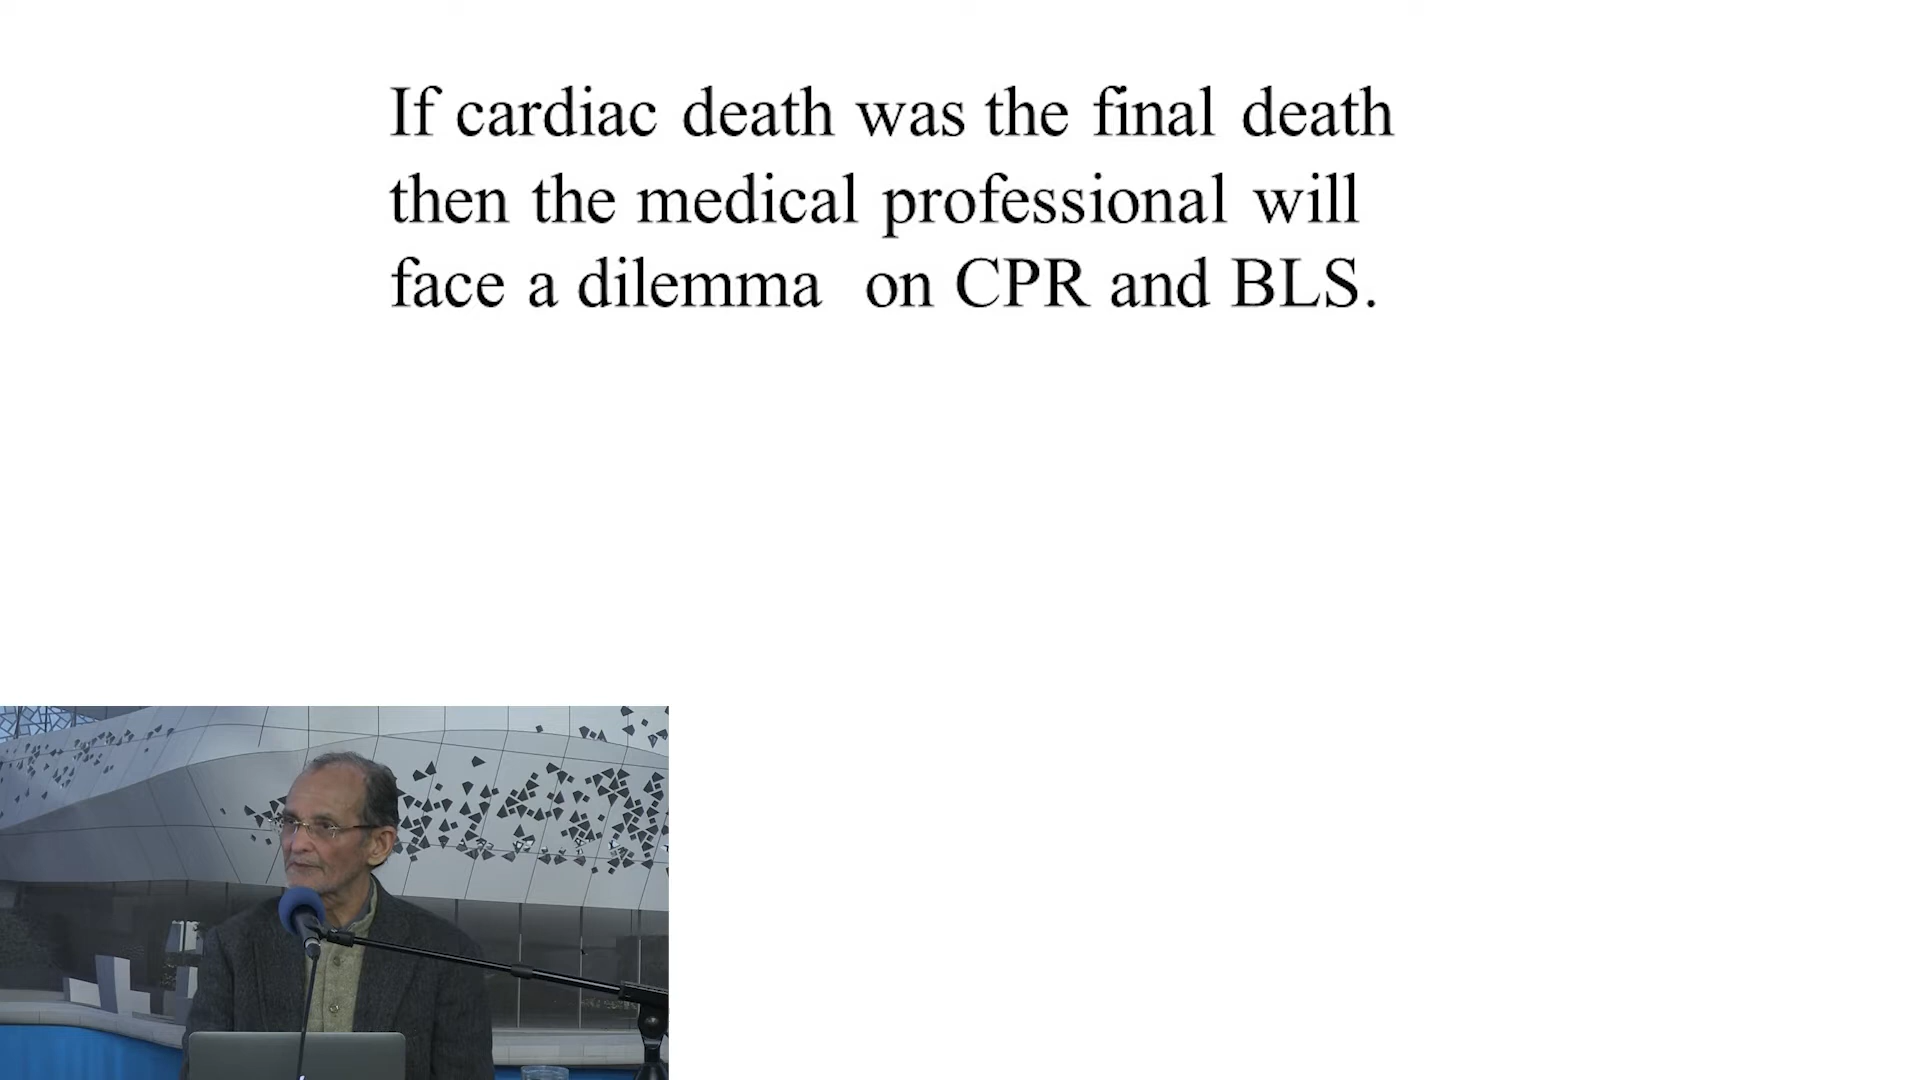 If cardiac death was the final death
then the medical professional will
face a dilemma  on CPR and BLS.